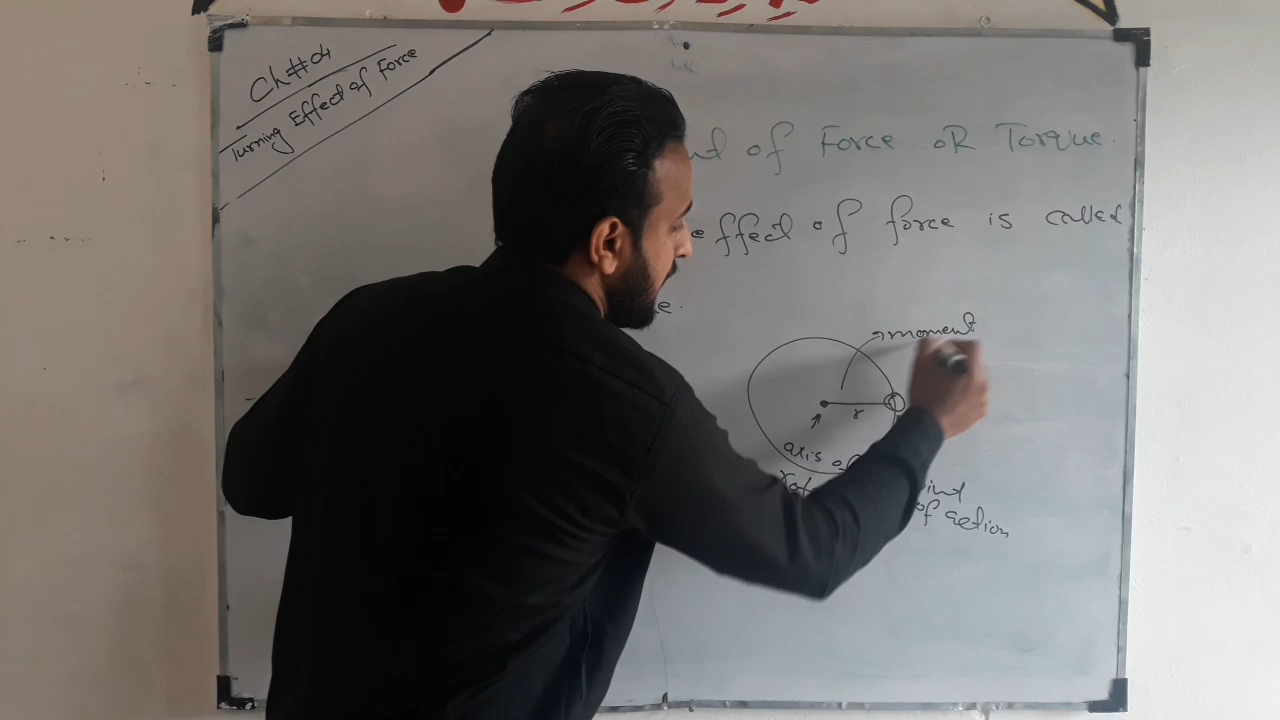 Ch#04
Turning Effect of Force
of Force oR Torque.
effect of force is called
moment
r
axis of
of action